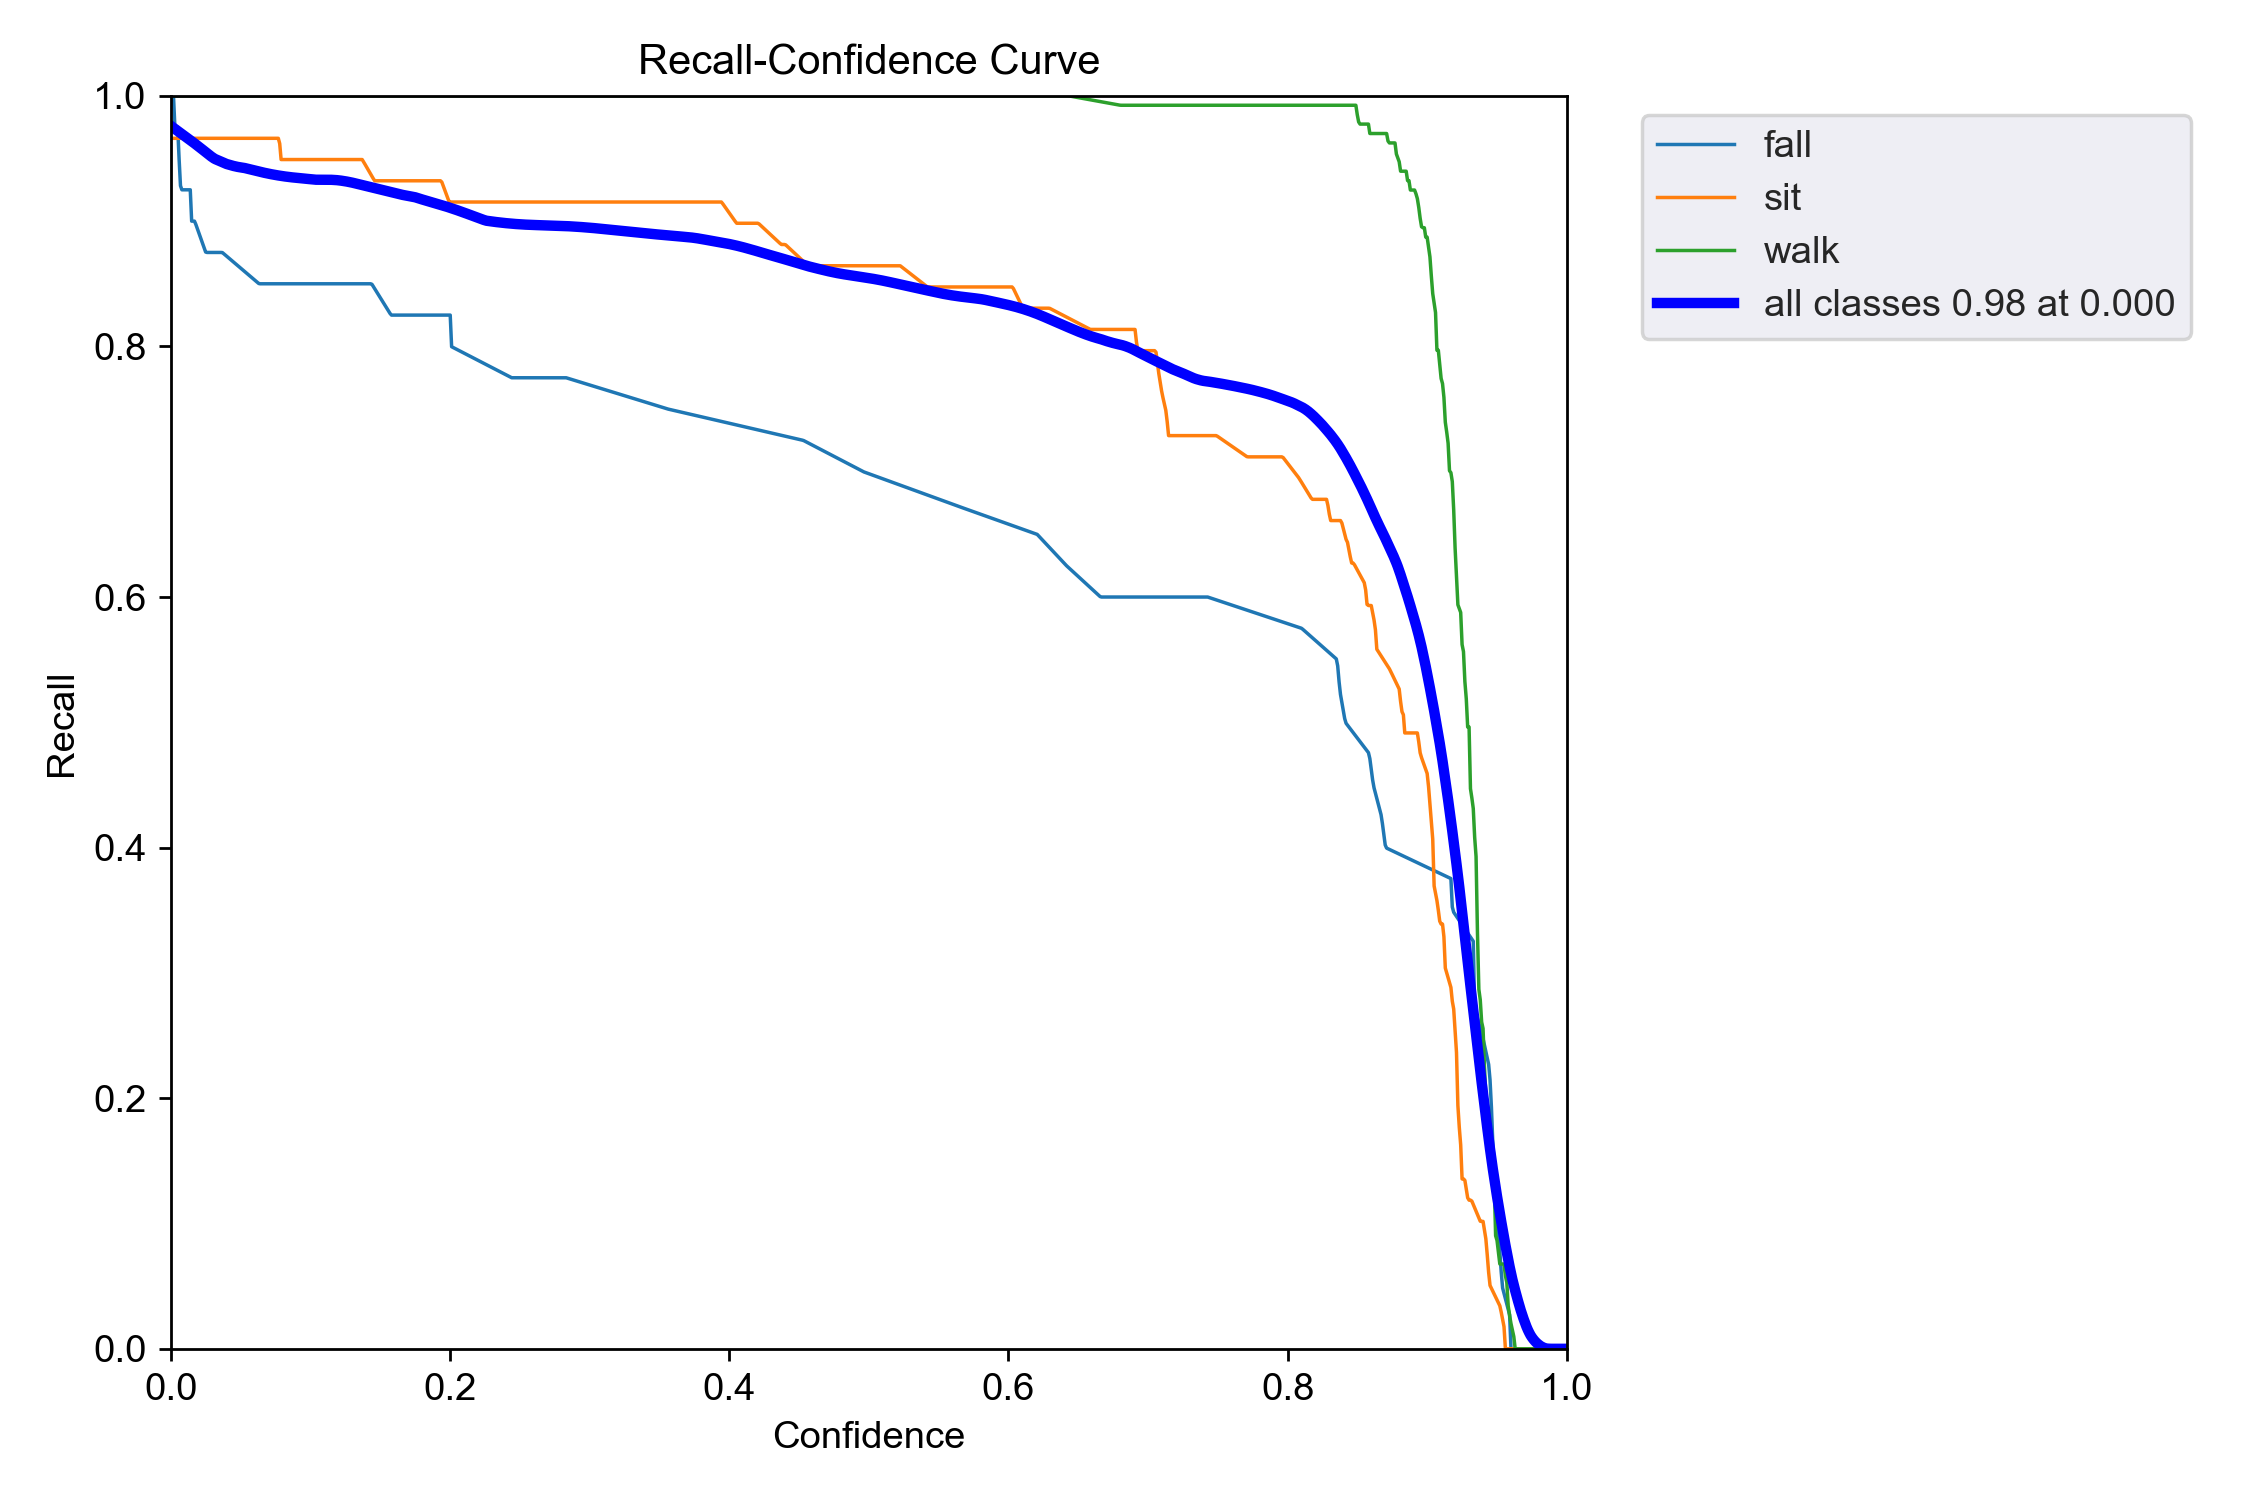 Recall-Confidence Curve
1.0
0.8
0.6
0.4
0.2
0.0
Recall
0.0 0.2 0.4 0.6 0.8 1.0
Confidence
fall
sit
walk
all classes 0.98 at 0.000